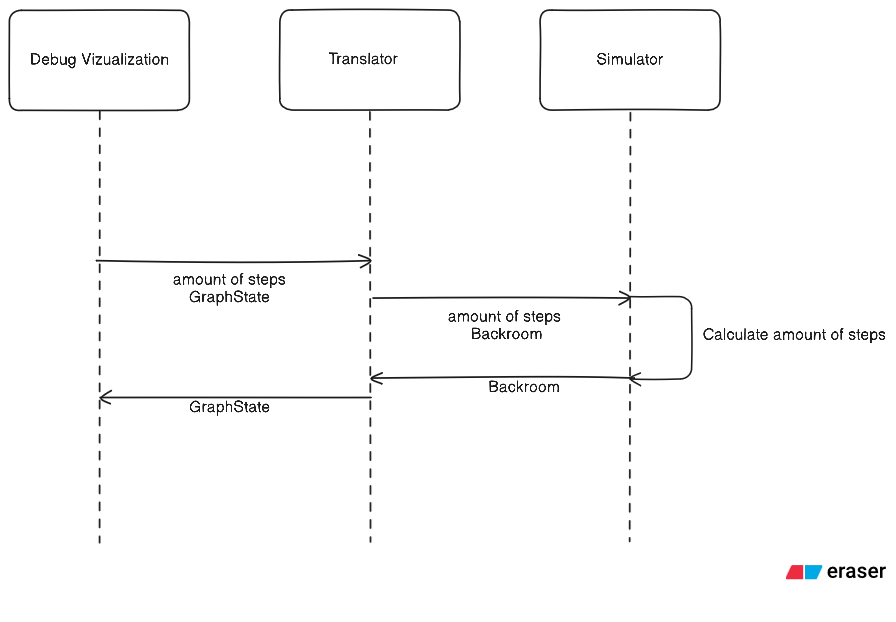 Debug Vizualization
Translator
Simulator
amount of steps
GraphState
amount of steps
Backroom
Calculate amount of steps
Backroom
GraphState
eraser